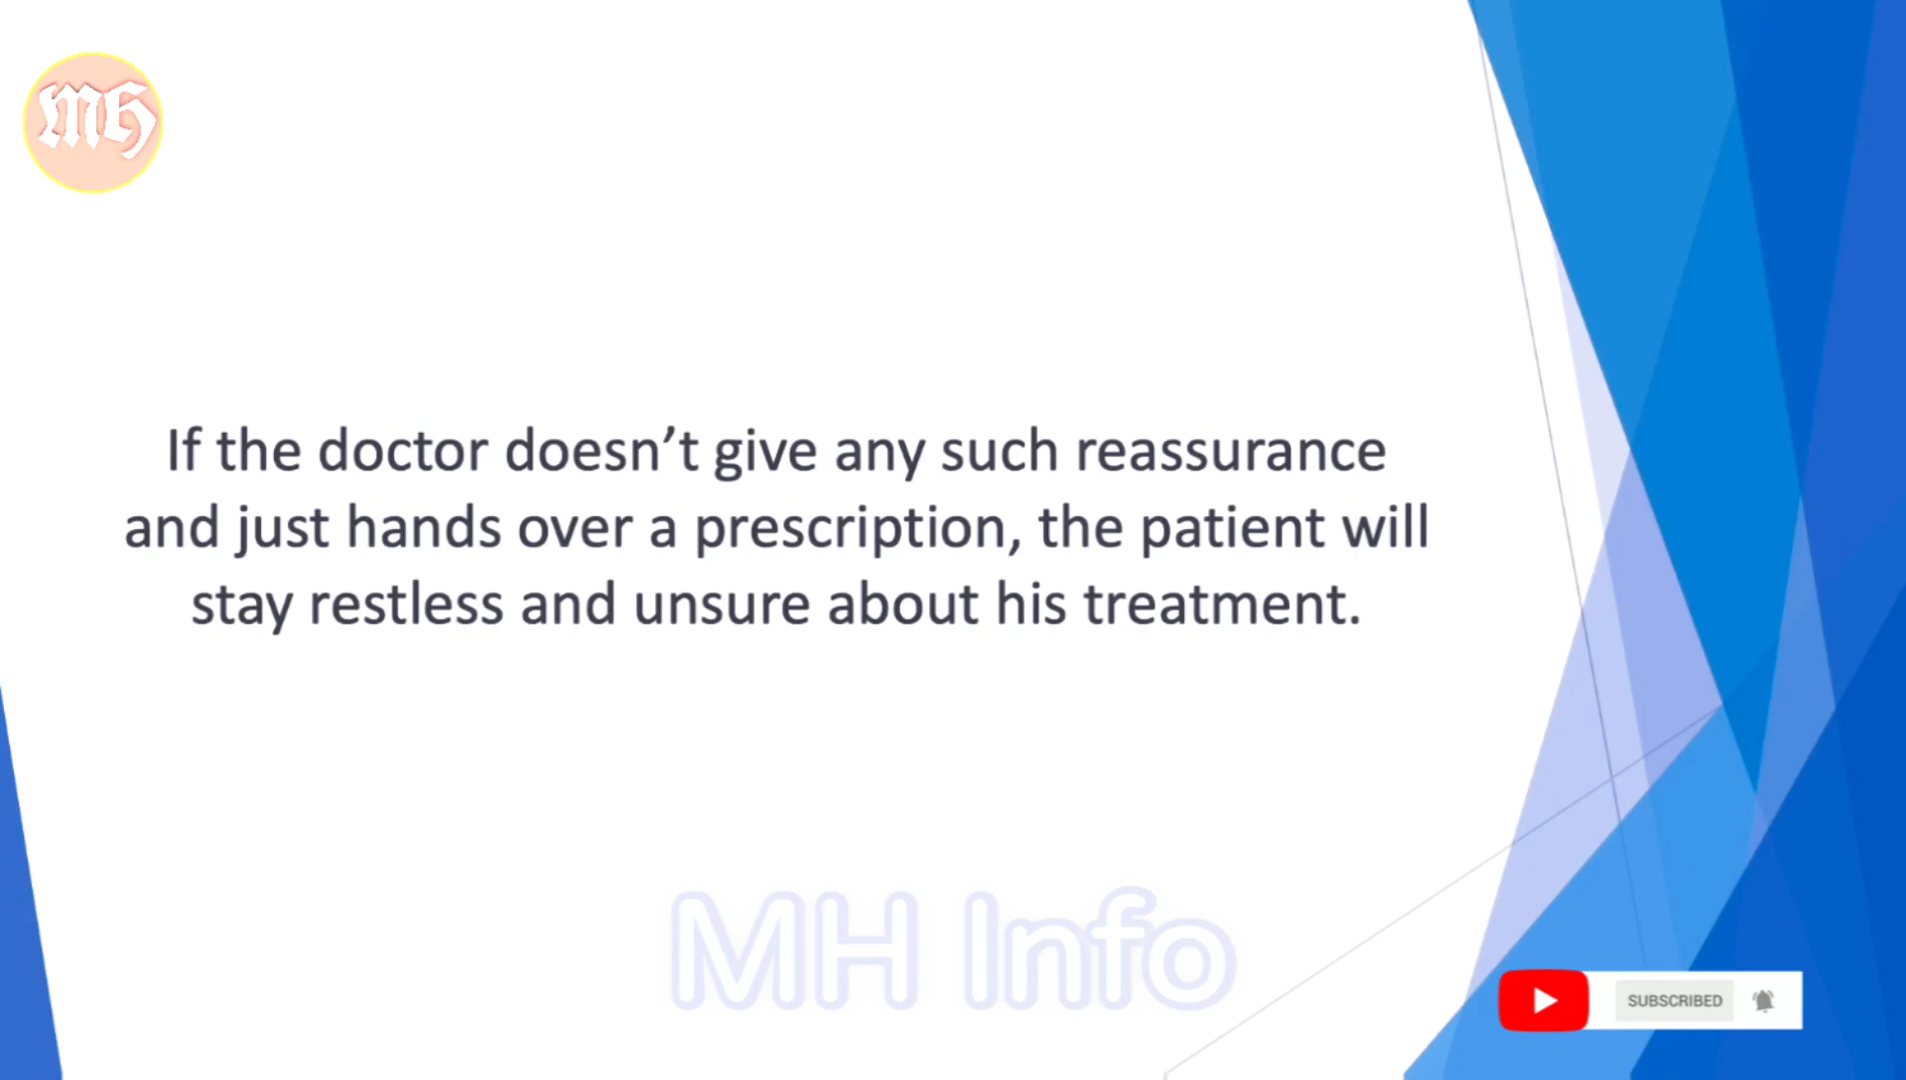 MH
If the doctor doesn’t give any such reassurance
and just hands over a prescription, the patient will
stay restless and unsure about his treatment.
MH Info
SUBSCRIBED